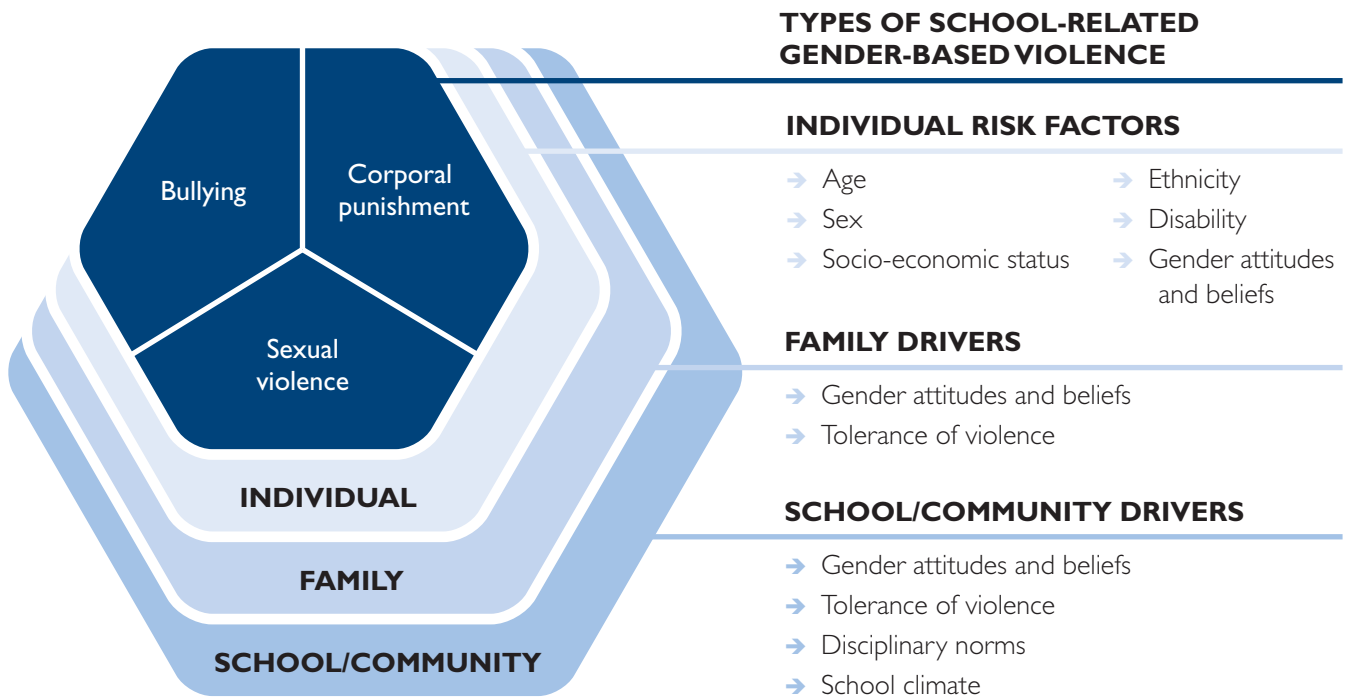 Bullying
Corporal
punishment
Sexual
violence
INDIVIDUAL
FAMILY
SCHOOL/COMMUNITY
TYPES OF SCHOOL-RELATED
GENDER-BASED VIOLENCE
INDIVIDUAL RISK FACTORS
→ Age
→ Sex
→ Socio-economic status
→ Ethnicity
→ Disability
→ Gender attitudes
and beliefs
FAMILY DRIVERS
→ Gender attitudes and beliefs
→ Tolerance of violence
SCHOOL/COMMUNITY DRIVERS
→ Gender attitudes and beliefs
→ Tolerance of violence
→ Disciplinary norms
→ School climate